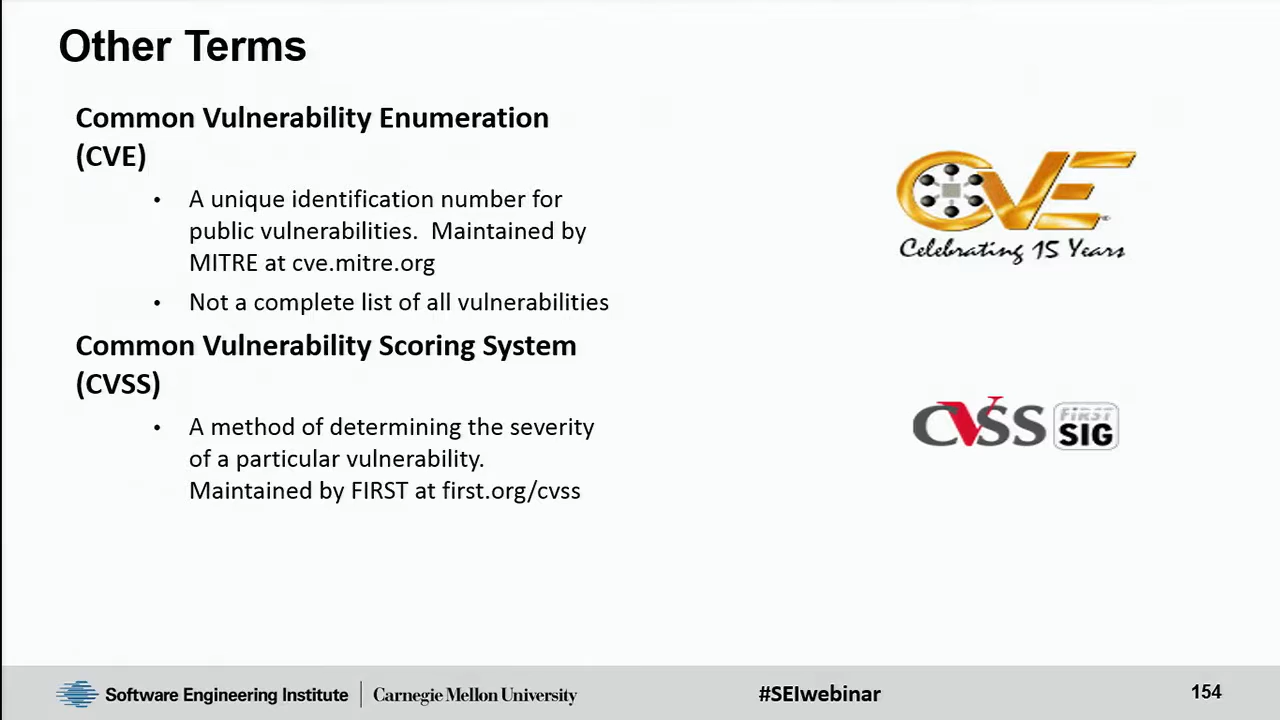 Other Terms
Common Vulnerability Enumeration
(CVE)
• A unique identification number for
public vulnerabilities.  Maintained by
MITRE at cve.mitre.org
• Not a complete list of all vulnerabilities
Common Vulnerability Scoring System
(CVSS)
• A method of determining the severity
of a particular vulnerability.
Maintained by FIRST at first.org/cvss
CVE
Celebrating 15 Years
CVSS FIRST
SIG
Software Engineering Institute | Carnegie Mellon University
#SEIwebinar
154